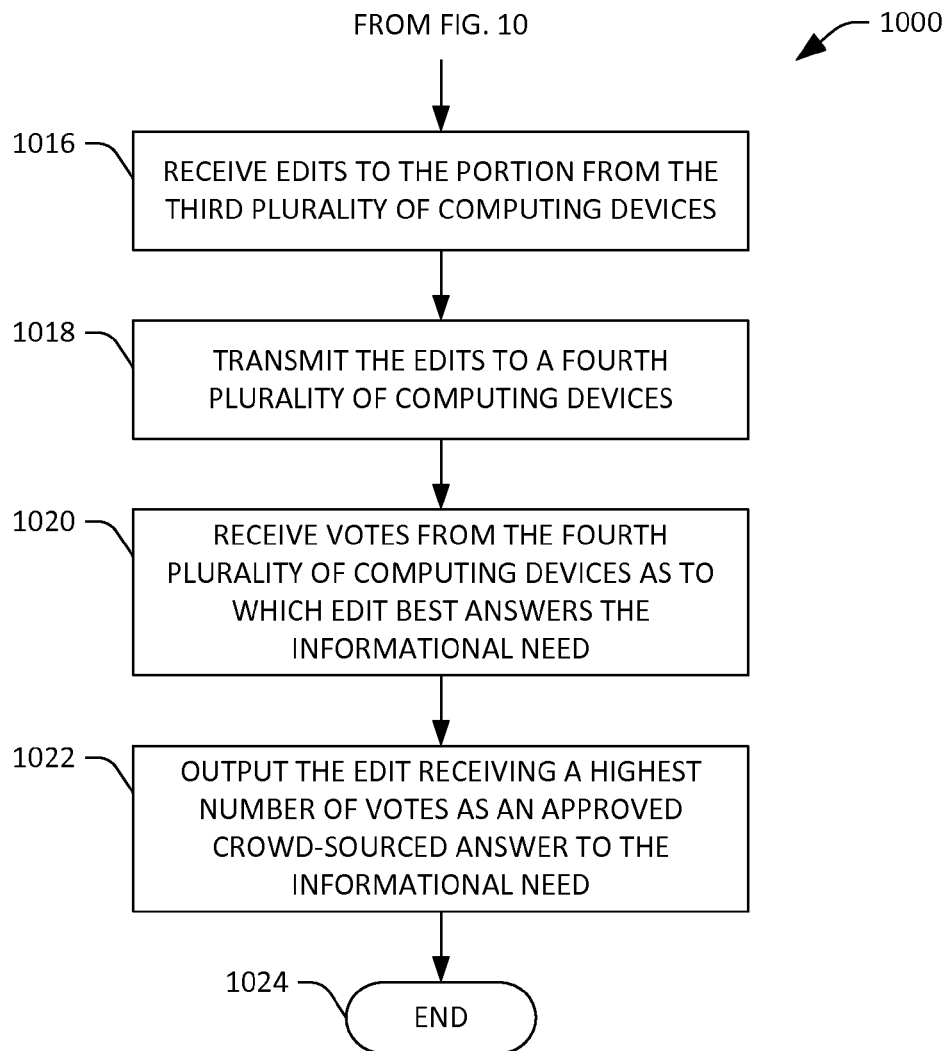 FROM FIG. 10
1000
1016
RECEIVE EDITS TO THE PORTION FROM THE
THIRD PLURALITY OF COMPUTING DEVICES
1018
TRANSMIT THE EDITS TO A FOURTH
PLURALITY OF COMPUTING DEVICES
1020
RECEIVE VOTES FROM THE FOURTH
PLURALITY OF COMPUTING DEVICES AS TO
WHICH EDIT BEST ANSWERS THE
INFORMATIONAL NEED
1022
OUTPUT THE EDIT RECEIVING A HIGHEST
NUMBER OF VOTES AS AN APPROVED
CROWD-SOURCED ANSWER TO THE
INFORMATIONAL NEED
1024
END